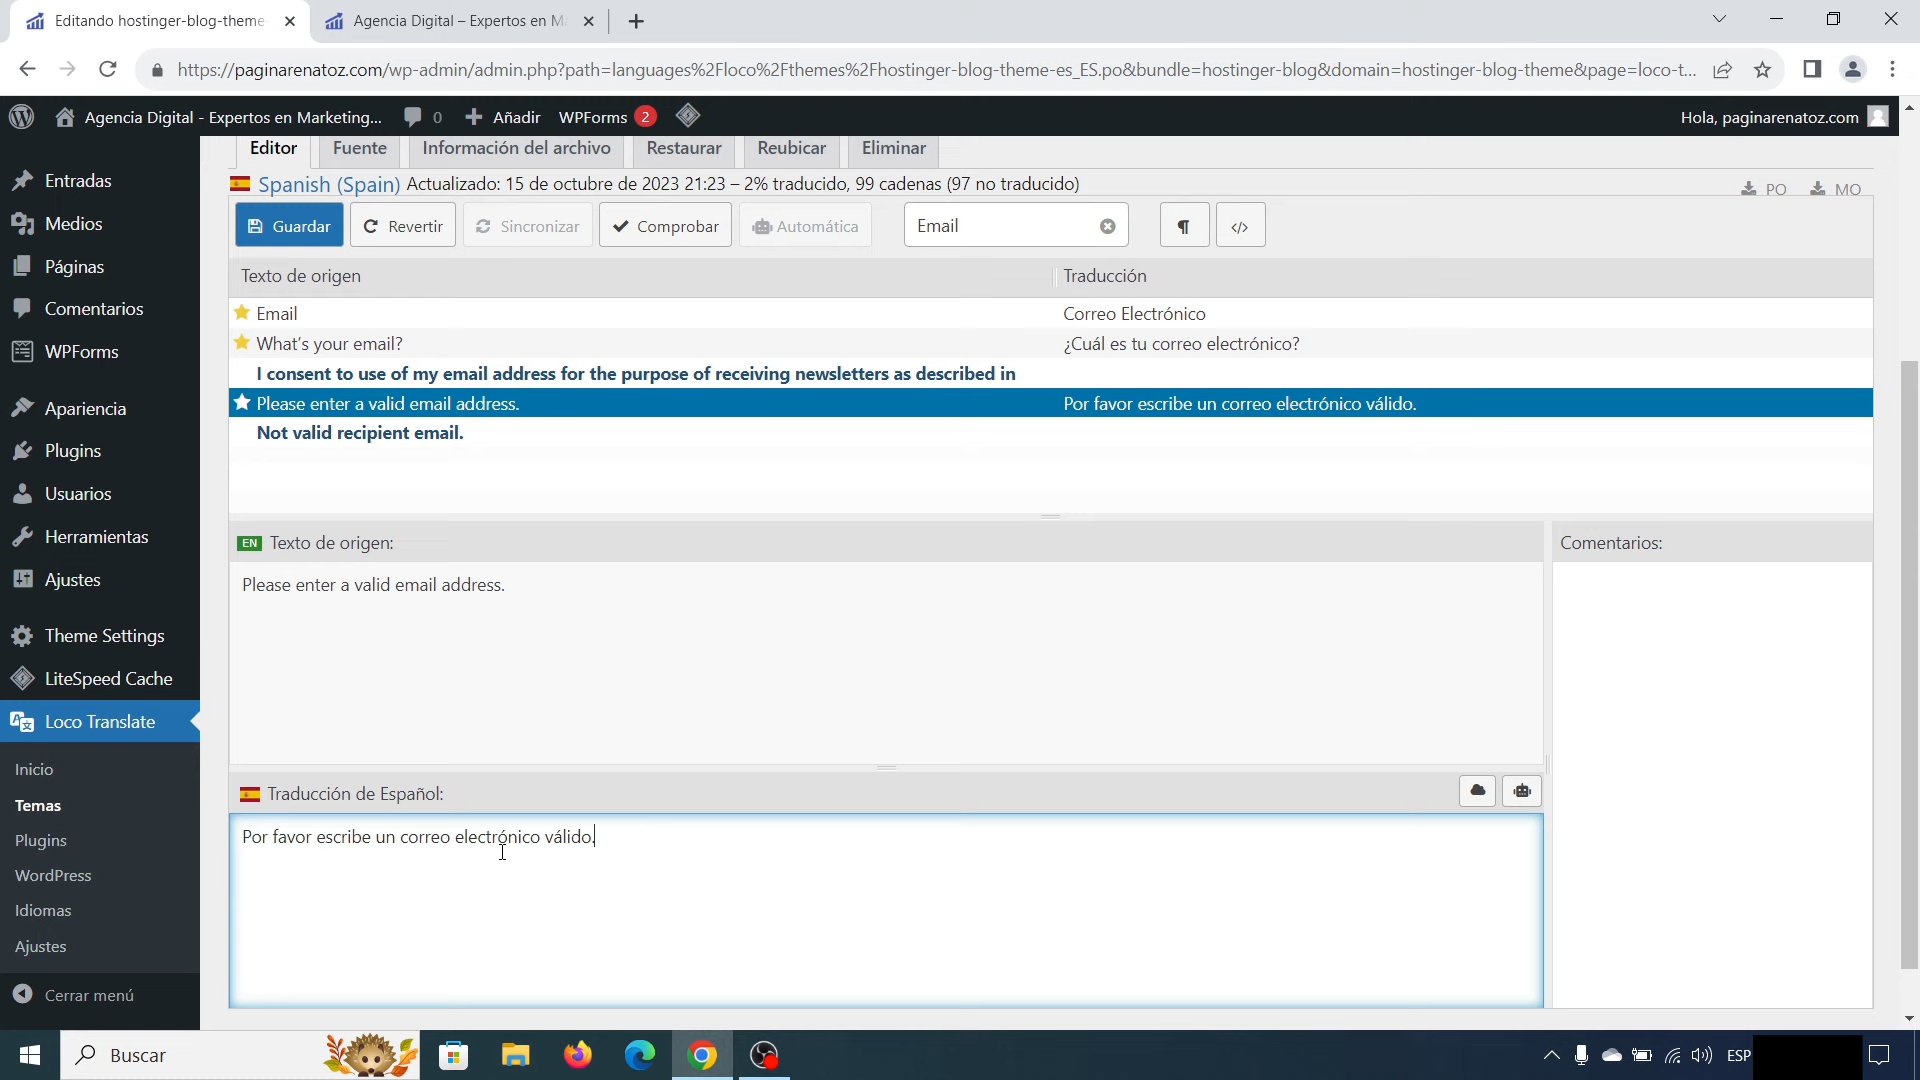 Editando hostinger-blog-theme-
Agencia Digital – Expertos en Ma
https://paginarenatoz.com/wp-admin/admin.php?path=languages%2Floco%2Fthemes%2Fhostinger-blog-theme-es_ES.po&bundle=hostinger-blog&domain=hostinger-blog-theme&page=loco-t...
Agencia Digital - Expertos en Marketing...
0
Añadir
WPForms 2
Hola, paginarenatoz.com
Entradas
Medios
Páginas
Comentarios
WPForms
Apariencia
Plugins
Usuarios
Herramientas
Ajustes
Theme Settings
LiteSpeed Cache
Loco Translate
Inicio
Temas
Plugins
WordPress
Idiomas
Ajustes
Cerrar menú
Editor
Fuente
Información del archivo
Restaurar
Reubicar
Eliminar
Spanish (Spain) Actualizado: 15 de octubre de 2023 21:23 – 2% traducido, 99 cadenas (97 no traducido)
PO
MO
Guardar
Revertir
Sincronizar
Comprobar
Automática
Email
¶
</>
Texto de origen
Traducción
Email
Correo Electrónico
What's your email?
¿Cuál es tu correo electrónico?
I consent to use of my email address for the purpose of receiving newsletters as described in
Please enter a valid email address.
Por favor escribe un correo electrónico válido.
Not valid recipient email.
EN Texto de origen:
Please enter a valid email address.
Comentarios:
Traducción de Español:
Por favor escribe un correo electrónico válido.
Buscar
ESP